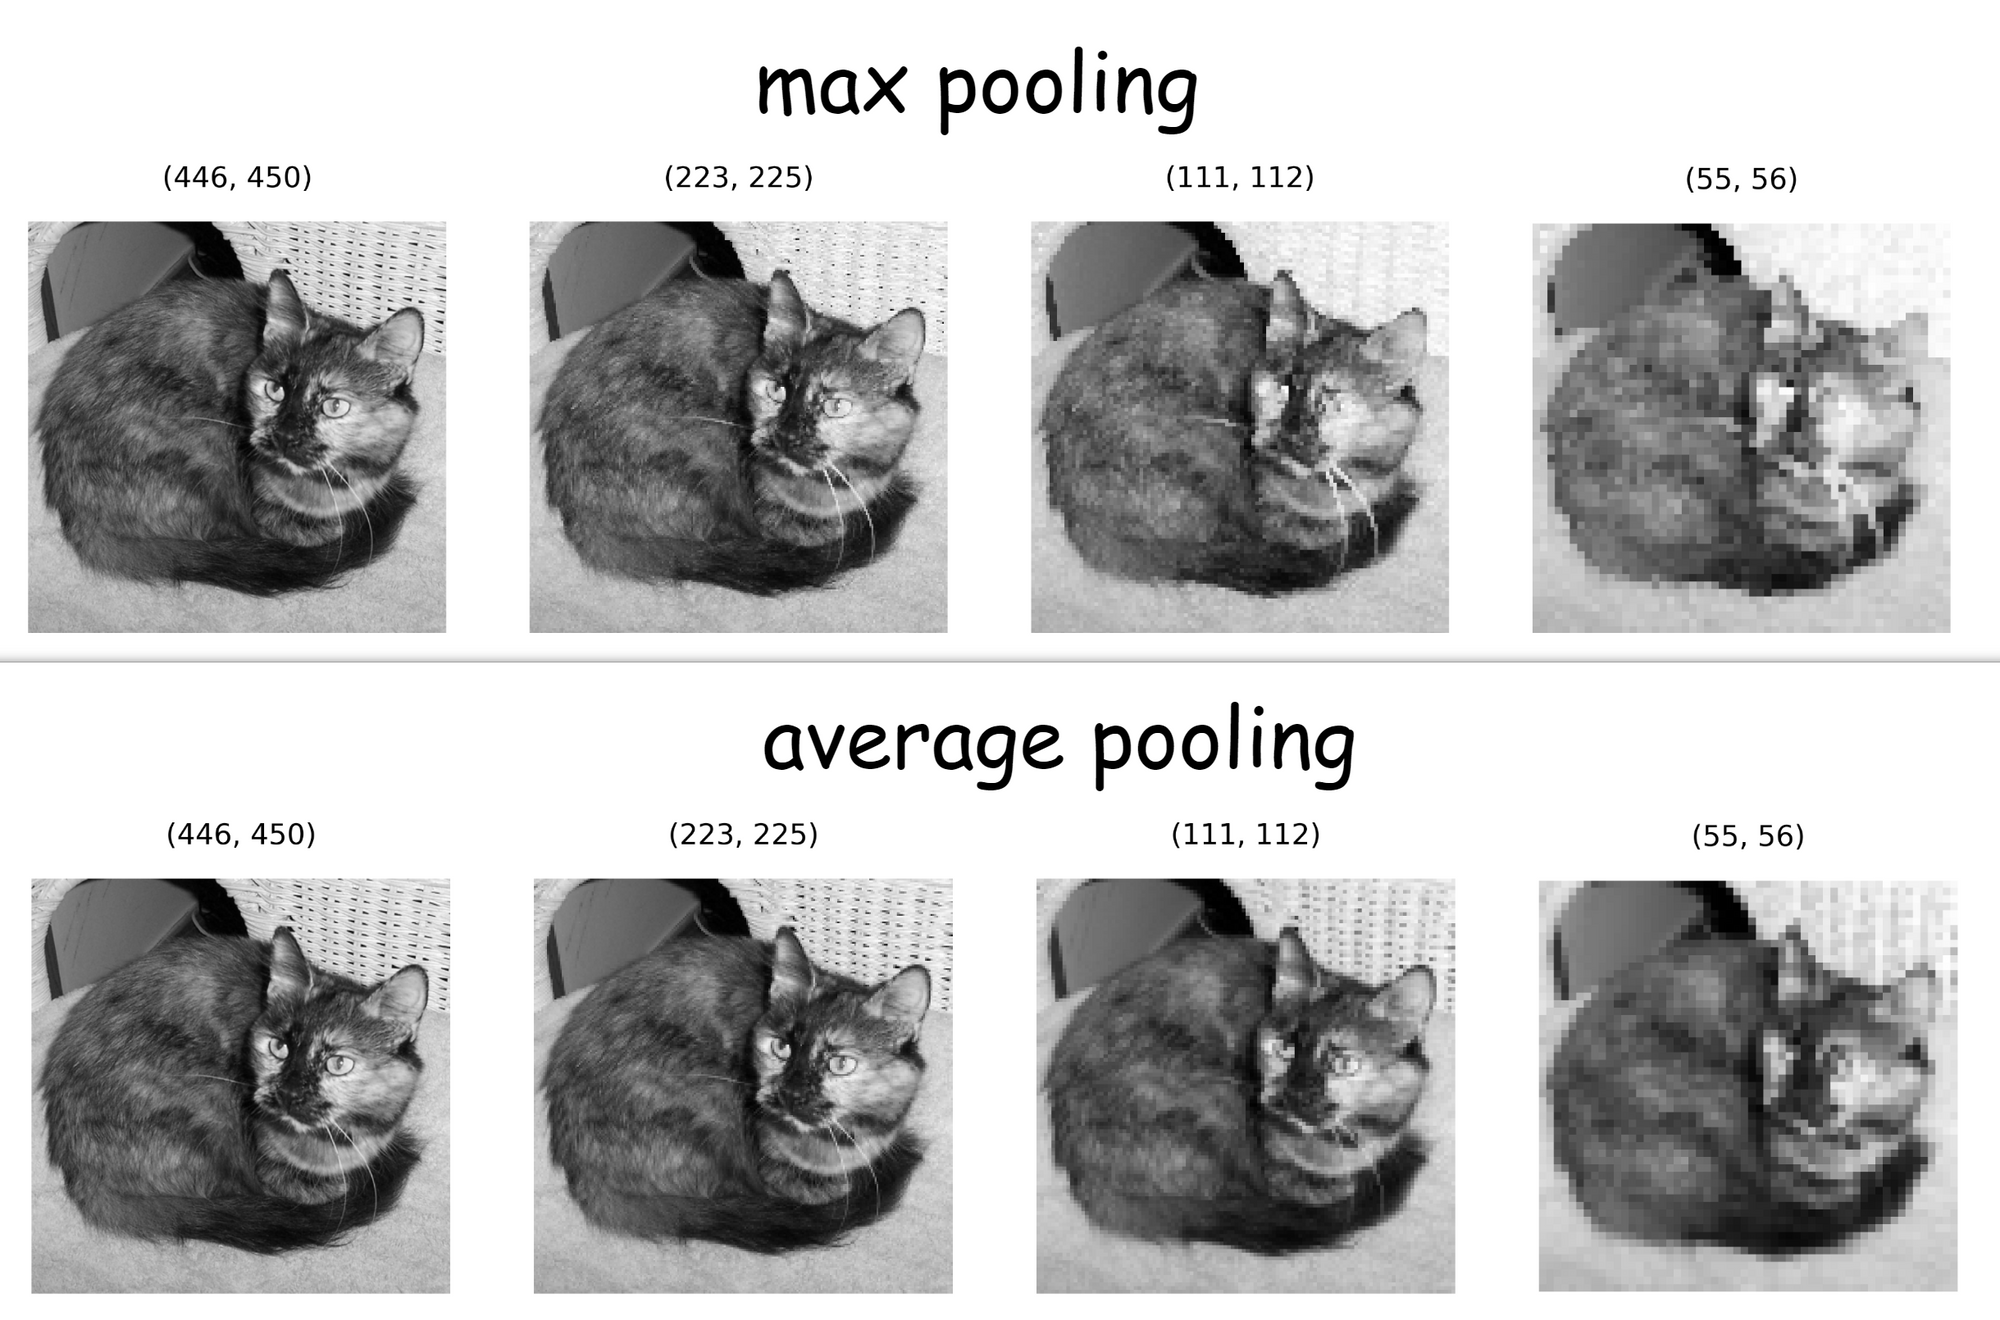 max pooling
(446, 450) (223, 225) (111, 112) (55, 56)
average pooling
(446, 450) (223, 225) (111, 112) (55, 56)